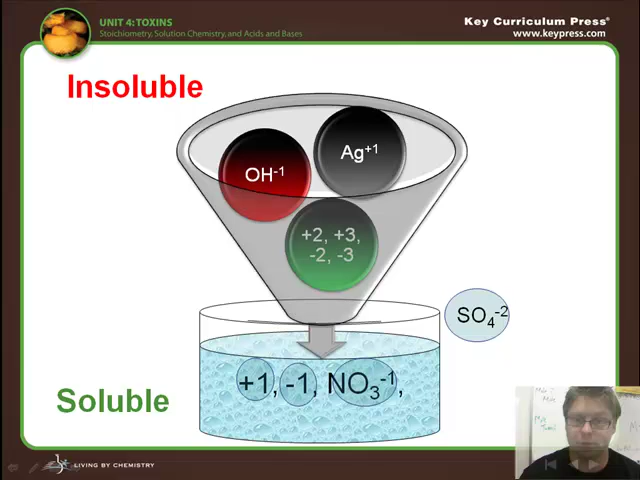 UNIT 4: TOXINS
Stoichiometry, Solution Chemistry, and Acids and Bases
Key Curriculum Press®
www.keypress.com
Insoluble
Ag⁺¹
OH⁻¹
+2, +3,
-2, -3
SO₄⁻²
+1, -1, NO₃⁻¹,
Soluble
LIVING BY CHEMISTRY